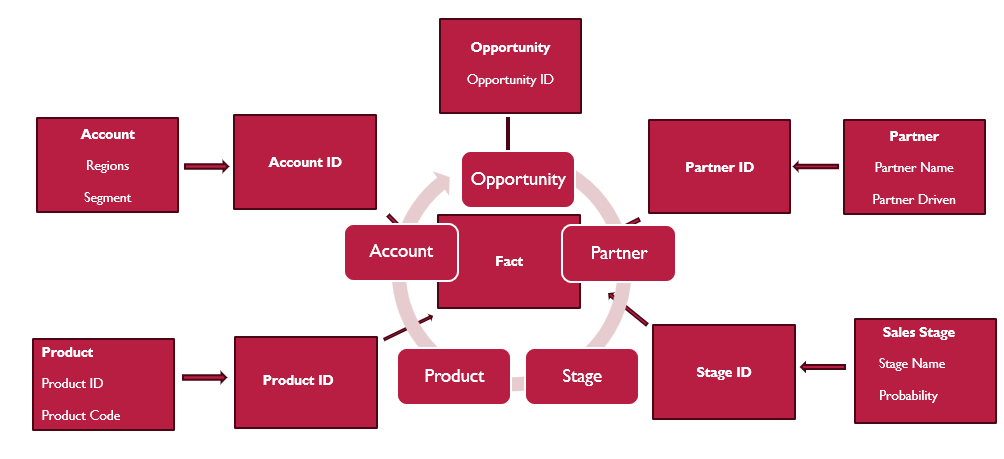 Opportunity
Opportunity ID
Account
Regions
Segment
Account ID
Partner ID
Partner
Partner Name
Partner Driven
Opportunity
Account
Fact
Partner
Product
Product ID
Product Code
Product ID
Product
Stage
Stage ID
Sales Stage
Stage Name
Probability